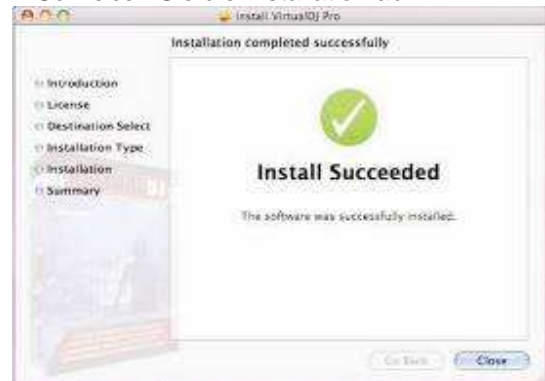 Install VirtualDJ Pro
Installation completed successfully
Introduction
License
Destination Select
Installation Type
Installation
Summary
Install Succeeded
The software was successfully installed.
Go Back
Close